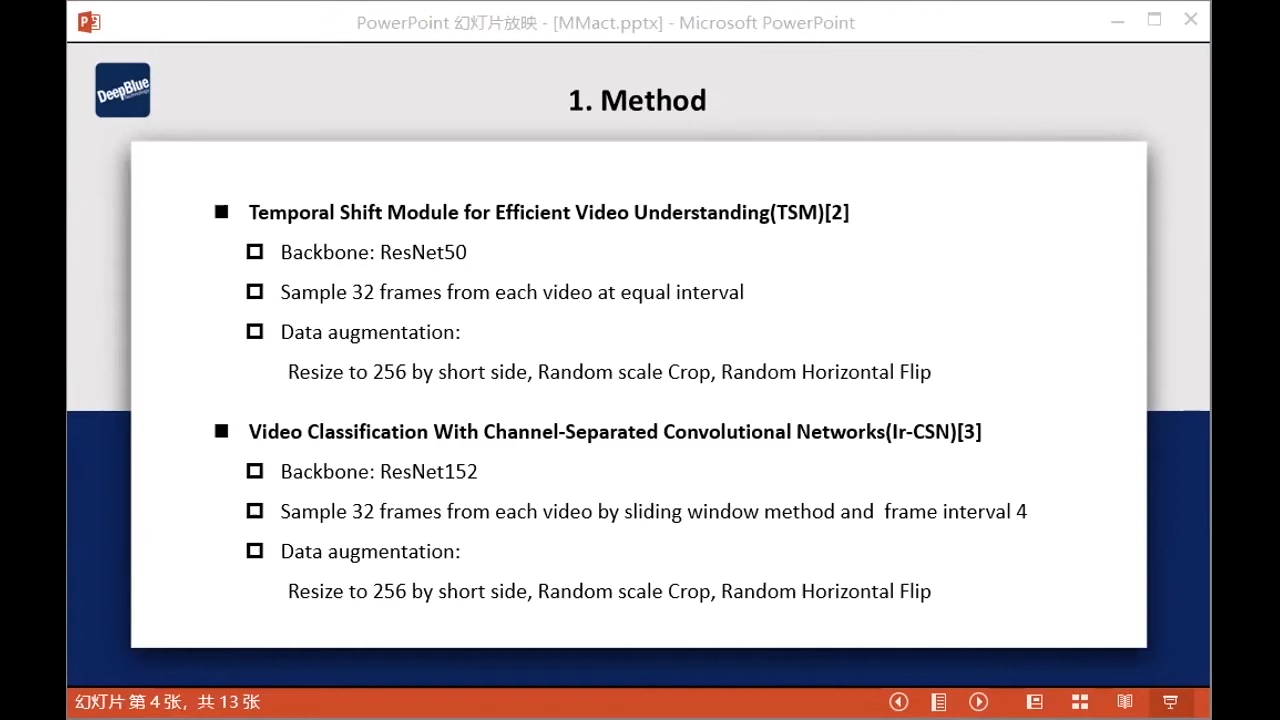 PowerPoint 幻灯片放映 - [MMact.pptx] - Microsoft PowerPoint
DeepBlue
1. Method
Temporal Shift Module for Efficient Video Understanding(TSM)[2]
Backbone: ResNet50
Sample 32 frames from each video at equal interval
Data augmentation:
Resize to 256 by short side, Random scale Crop, Random Horizontal Flip
Video Classification With Channel-Separated Convolutional Networks(Ir-CSN)[3]
Backbone: ResNet152
Sample 32 frames from each video by sliding window method and  frame interval 4
Data augmentation:
Resize to 256 by short side, Random scale Crop, Random Horizontal Flip
幻灯片 第 4 张，共 13 张